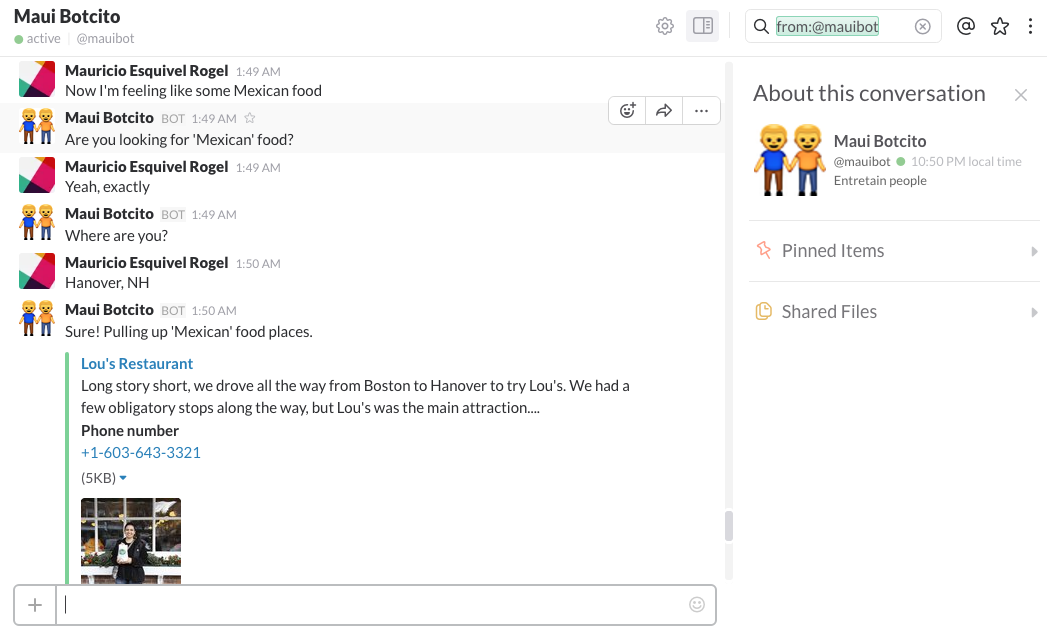 Maui Botcito
active | @mauibot
from:@mauibot
Mauricio Esquivel Rogel 1:49 AM
Now I'm feeling like some Mexican food
Maui Botcito BOT 1:49 AM
Are you looking for 'Mexican' food?
Mauricio Esquivel Rogel 1:49 AM
Yeah, exactly
Maui Botcito BOT 1:49 AM
Where are you?
Mauricio Esquivel Rogel 1:50 AM
Hanover, NH
Maui Botcito BOT 1:50 AM
Sure! Pulling up 'Mexican' food places.
Lou's Restaurant
Long story short, we drove all the way from Boston to Hanover to try Lou's. We had a
few obligatory stops along the way, but Lou's was the main attraction....
Phone number
+1-603-643-3321
(5KB)
About this conversation
Maui Botcito
@mauibot 10:50 PM local time
Entretain people
Pinned Items
Shared Files